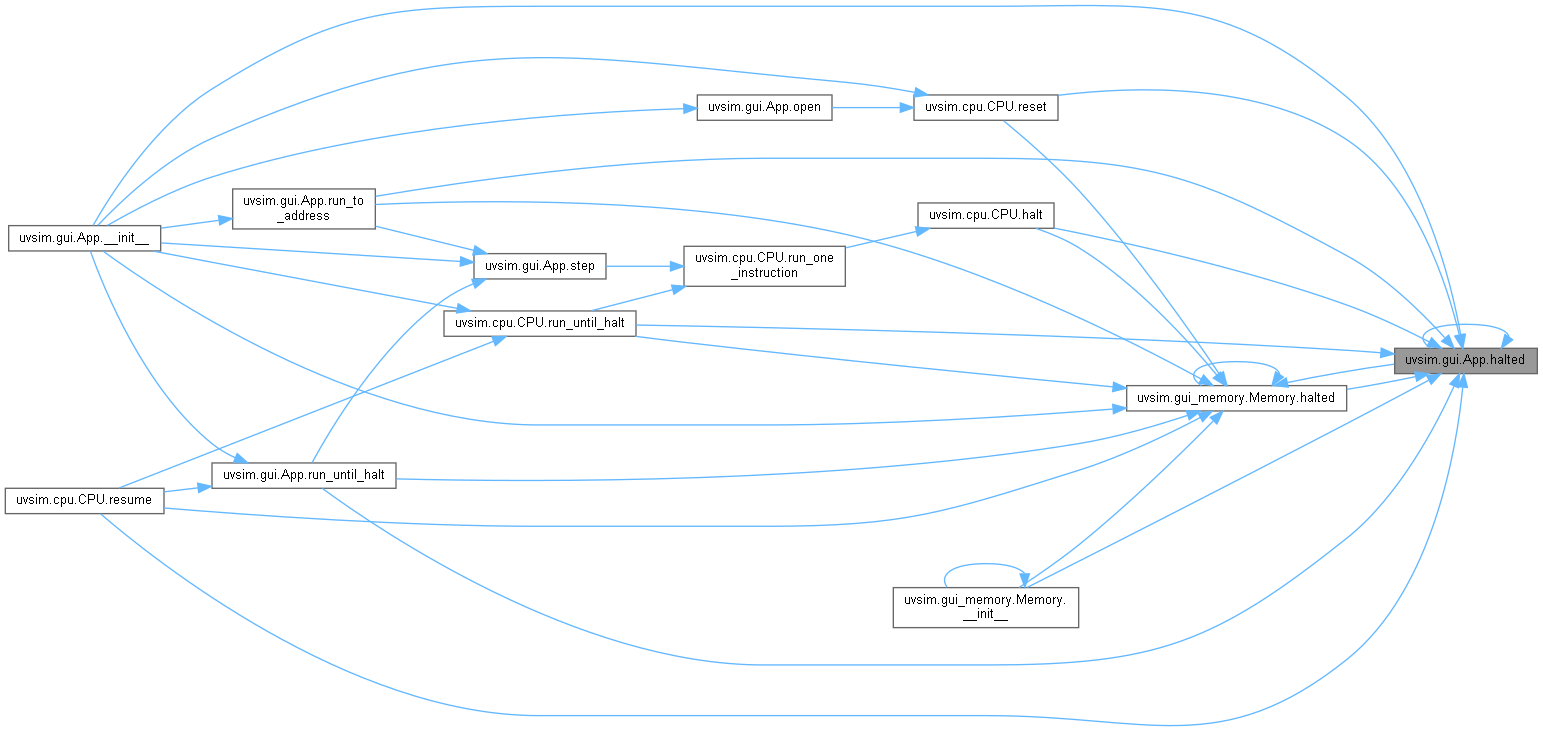 uvsim.gui.App.open
uvsim.cpu.CPU.reset
uvsim.gui.App.run_to
_address
uvsim.cpu.CPU.halt
uvsim.gui.App.__init__
uvsim.cpu.CPU.run_one
_instruction
uvsim.gui.App.step
uvsim.cpu.CPU.run_until_halt
uvsim.gui.App.halted
uvsim.gui_memory.Memory.halted
uvsim.gui.App.run_until_halt
uvsim.cpu.CPU.resume
uvsim.gui_memory.Memory.
__init__